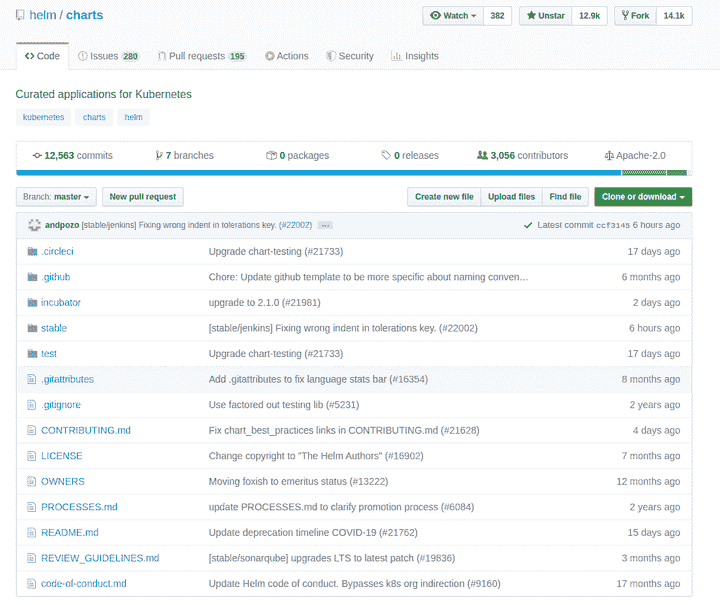 helm / charts
Watch 382 Unstar 12.9k Fork 14.1k
Code Issues 280 Pull requests 195 Actions Security Insights
Curated applications for Kubernetes
kubernetes charts helm
12,563 commits 7 branches 0 packages 0 releases 3,056 contributors Apache-2.0
Branch: master New pull request Create new file Upload files Find file Clone or download
andpozo [stable/jenkins] Fixing wrong indent in tolerations key. (#22002) ... Latest commit ccf3145 6 hours ago
.circleci Upgrade chart-testing (#21733) 17 days ago
.github Chore: Update github template to be more specific about naming conven… 6 months ago
incubator upgrade to 2.1.0 (#21981) 2 days ago
stable [stable/jenkins] Fixing wrong indent in tolerations key. (#22002) 6 hours ago
test Upgrade chart-testing (#21733) 17 days ago
.gitattributes Add .gitattributes to fix language stats bar (#16354) 8 months ago
.gitignore Use factored out testing lib (#5231) 2 years ago
CONTRIBUTING.md Fix chart_best_practices links in CONTRIBUTING.md (#21628) 4 days ago
LICENSE Change copyright to "The Helm Authors" (#16902) 7 months ago
OWNERS Moving foxish to emeritus status (#13222) 12 months ago
PROCESSES.md update PROCESSES.md to clarify promotion process (#6084) 2 years ago
README.md Update deprecation timeline COVID-19 (#21762) 15 days ago
REVIEW_GUIDELINES.md [stable/sonarqube] upgrades LTS to latest patch (#19836) 3 months ago
code-of-conduct.md Update Helm code of conduct. Bypasses k8s org indirection (#9160) 17 months ago